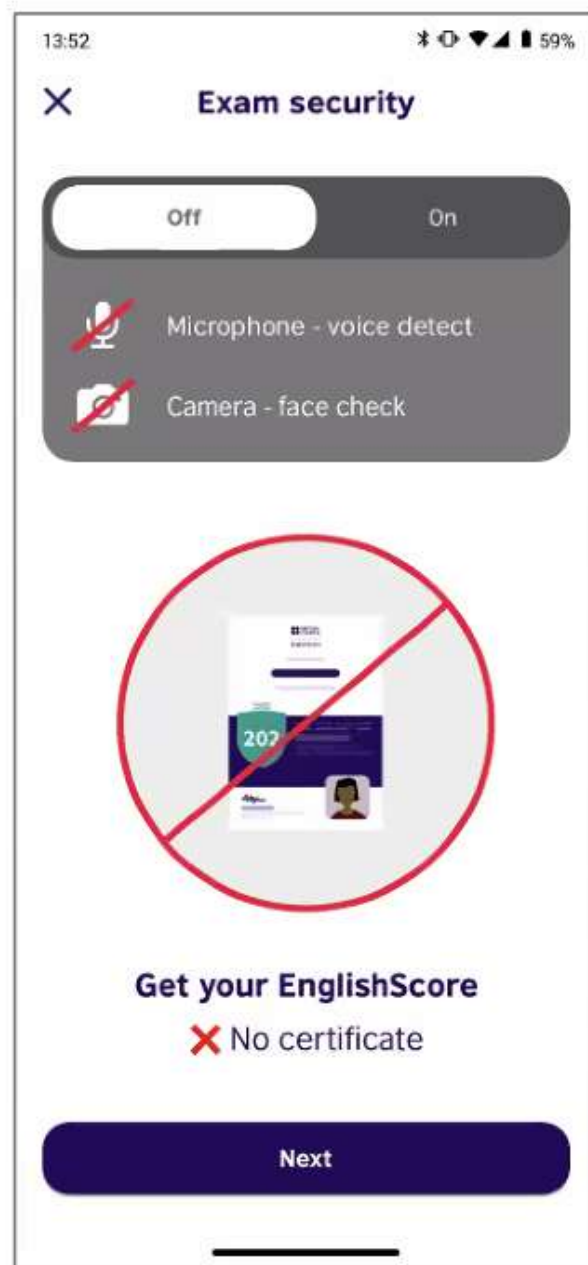 13:52 59%
Exam security
Off On
Microphone - voice detect
Camera - face check
202
Get your EnglishScore
No certificate
Next